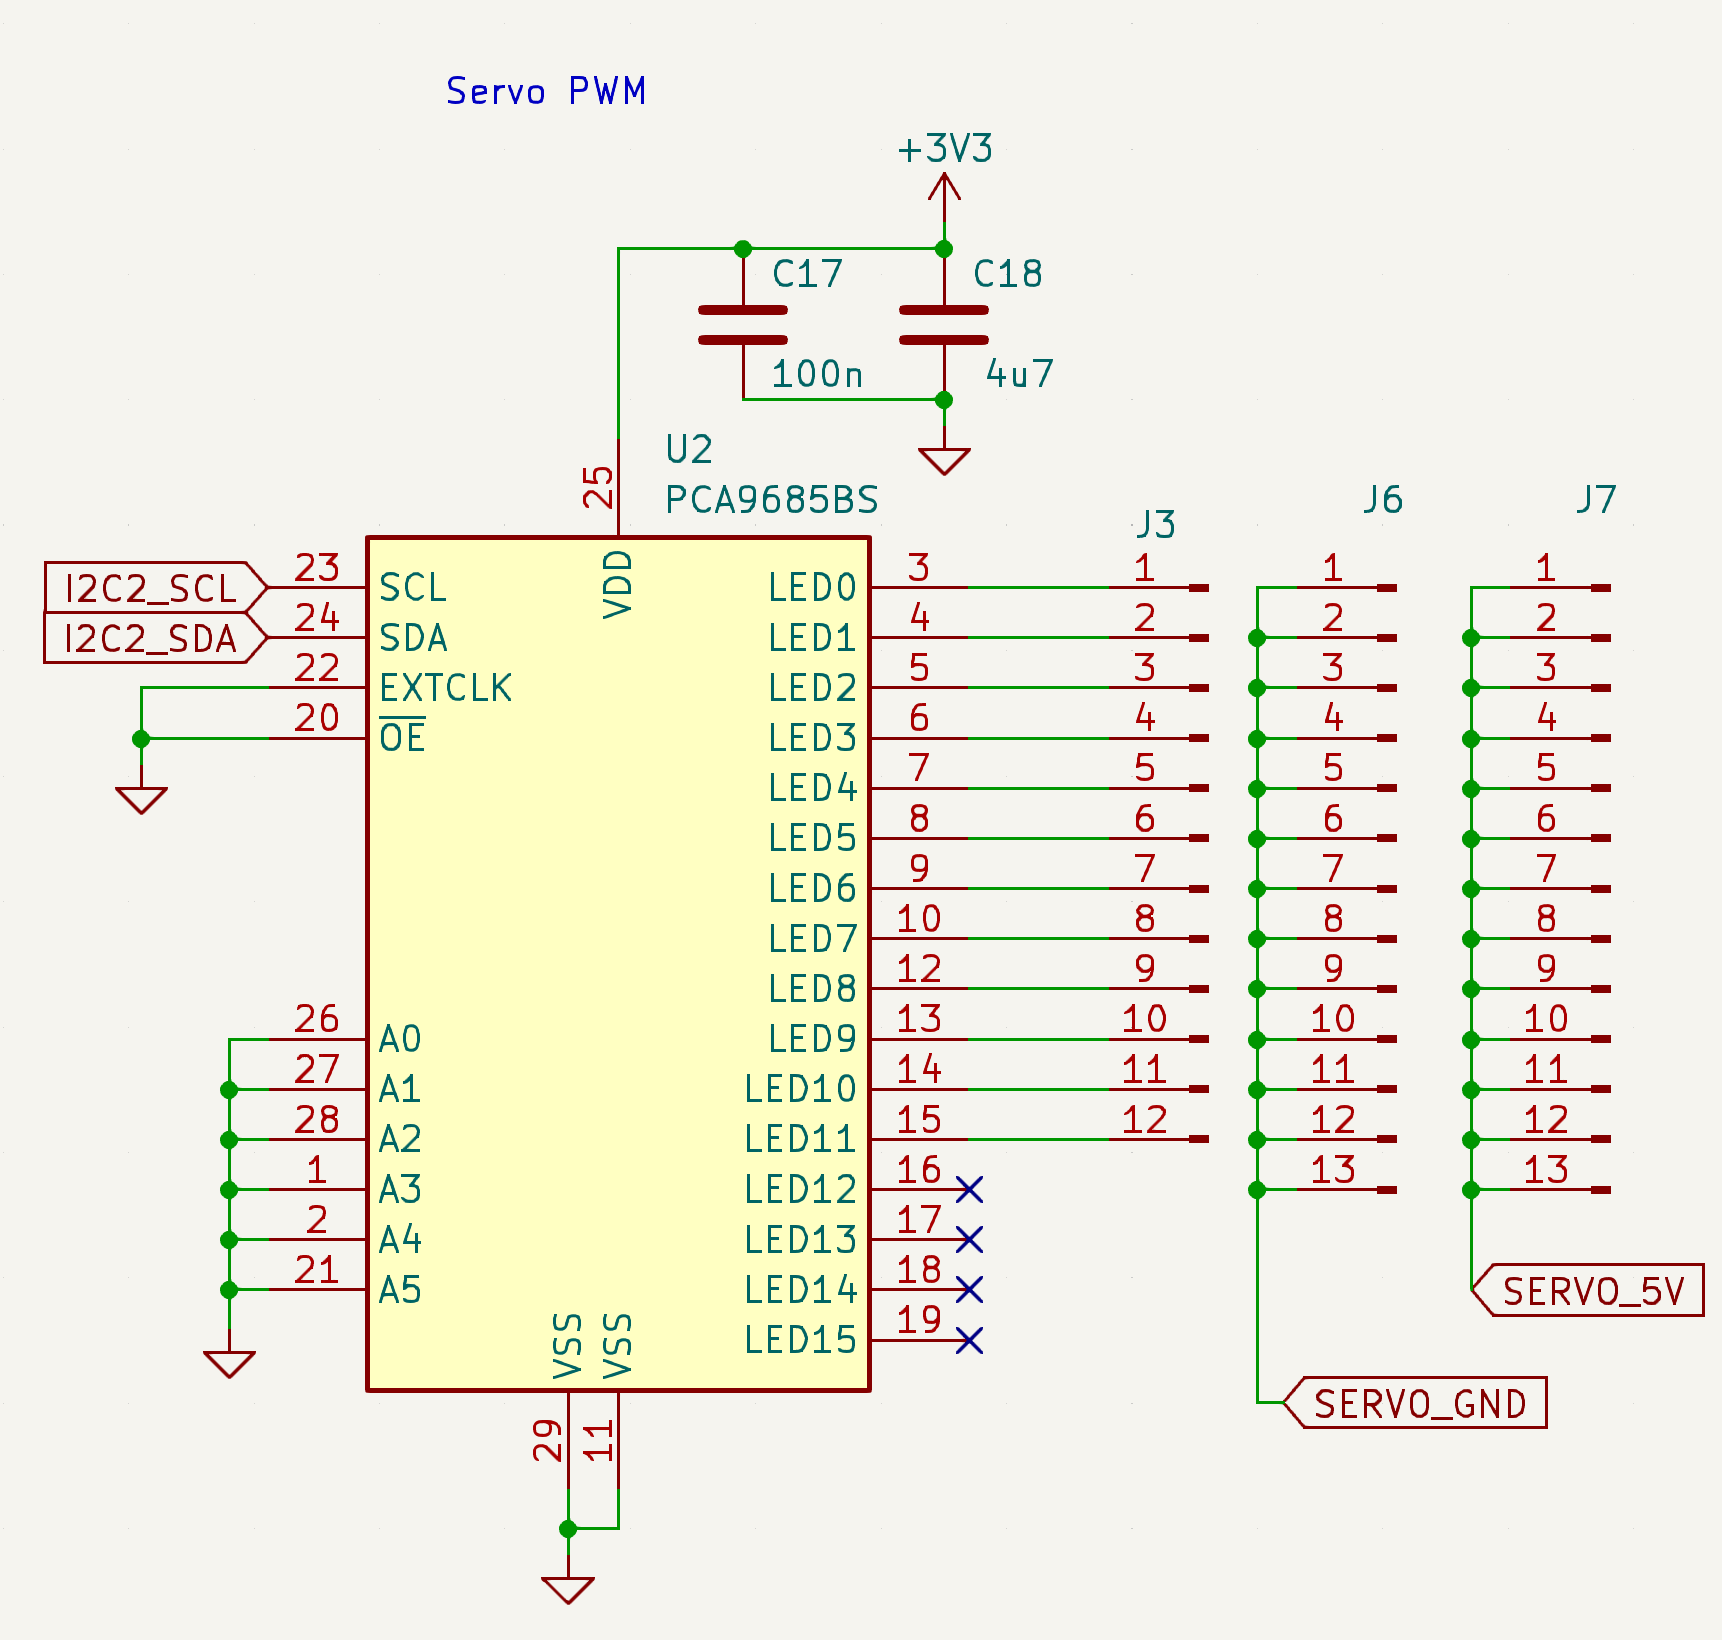 Servo PWM
+3V3
C17
C18
100n
4u7
U2
PCA9685BS
25
VDD
J3
J6
J7
I2C2_SCL
23
SCL
LED0
3
1
1
1
I2C2_SDA
24
SDA
LED1
4
2
2
2
22
EXTCLK
LED2
5
3
3
3
20
OE
LED3
6
4
4
4
LED4
7
5
5
5
LED5
8
6
6
6
LED6
9
7
7
7
LED7
10
8
8
8
LED8
12
9
9
9
26
A0
LED9
13
10
10
10
27
A1
LED10
14
11
11
11
28
A2
LED11
15
12
12
12
1
A3
LED12
16
13
13
2
A4
LED13
17
21
A5
LED14
18
SERVO_5V
LED15
19
VSS
VSS
SERVO_GND
29
11